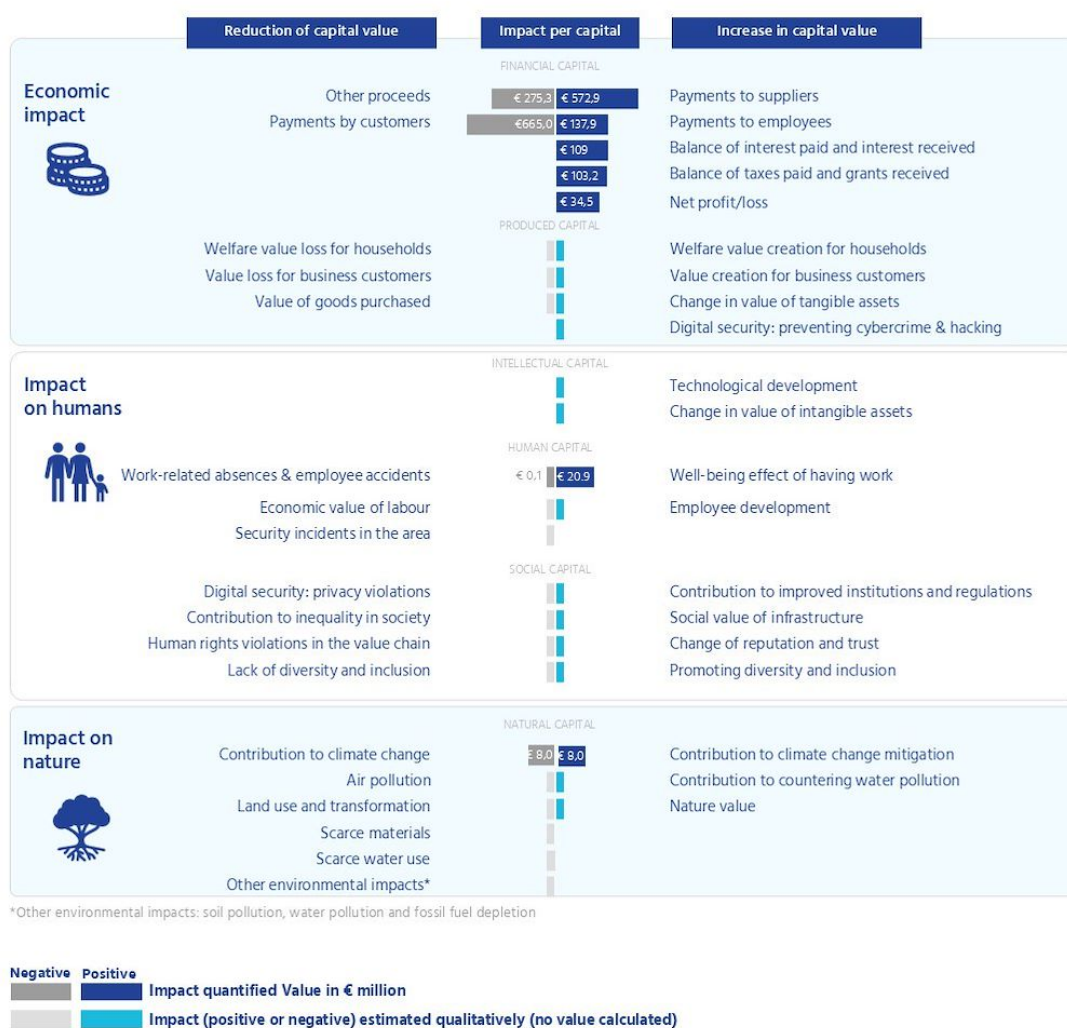 Reduction of capital value Impact per capital Increase in capital value
FINANCIAL CAPITAL
Economic
impact
Other proceeds € 275,3 € 572,9 Payments to suppliers
Payments by customers €665,0 € 137,9 Payments to employees
€ 109 Balance of interest paid and interest received
€ 103,2 Balance of taxes paid and grants received
€ 34,5 Net profit/loss
PRODUCED CAPITAL
Welfare value loss for households Welfare value creation for households
Value loss for business customers Value creation for business customers
Value of goods purchased Change in value of tangible assets
Digital security: preventing cybercrime & hacking
INTELLECTUAL CAPITAL
Impact
on humans
Technological development
Change in value of intangible assets
HUMAN CAPITAL
Work-related absences & employee accidents € 0,1 € 20.9 Well-being effect of having work
Economic value of labour Employee development
Security incidents in the area
SOCIAL CAPITAL
Digital security: privacy violations Contribution to improved institutions and regulations
Contribution to inequality in society Social value of infrastructure
Human rights violations in the value chain Change of reputation and trust
Lack of diversity and inclusion Promoting diversity and inclusion
NATURAL CAPITAL
Impact on
nature
Contribution to climate change € 8,0 € 8,0 Contribution to climate change mitigation
Air pollution Contribution to countering water pollution
Land use and transformation Nature value
Scarce materials
Scarce water use
Other environmental impacts*
*Other environmental impacts: soil pollution, water pollution and fossil fuel depletion
Negative Positive
Impact quantified Value in € million
Impact (positive or negative) estimated qualitatively (no value calculated)